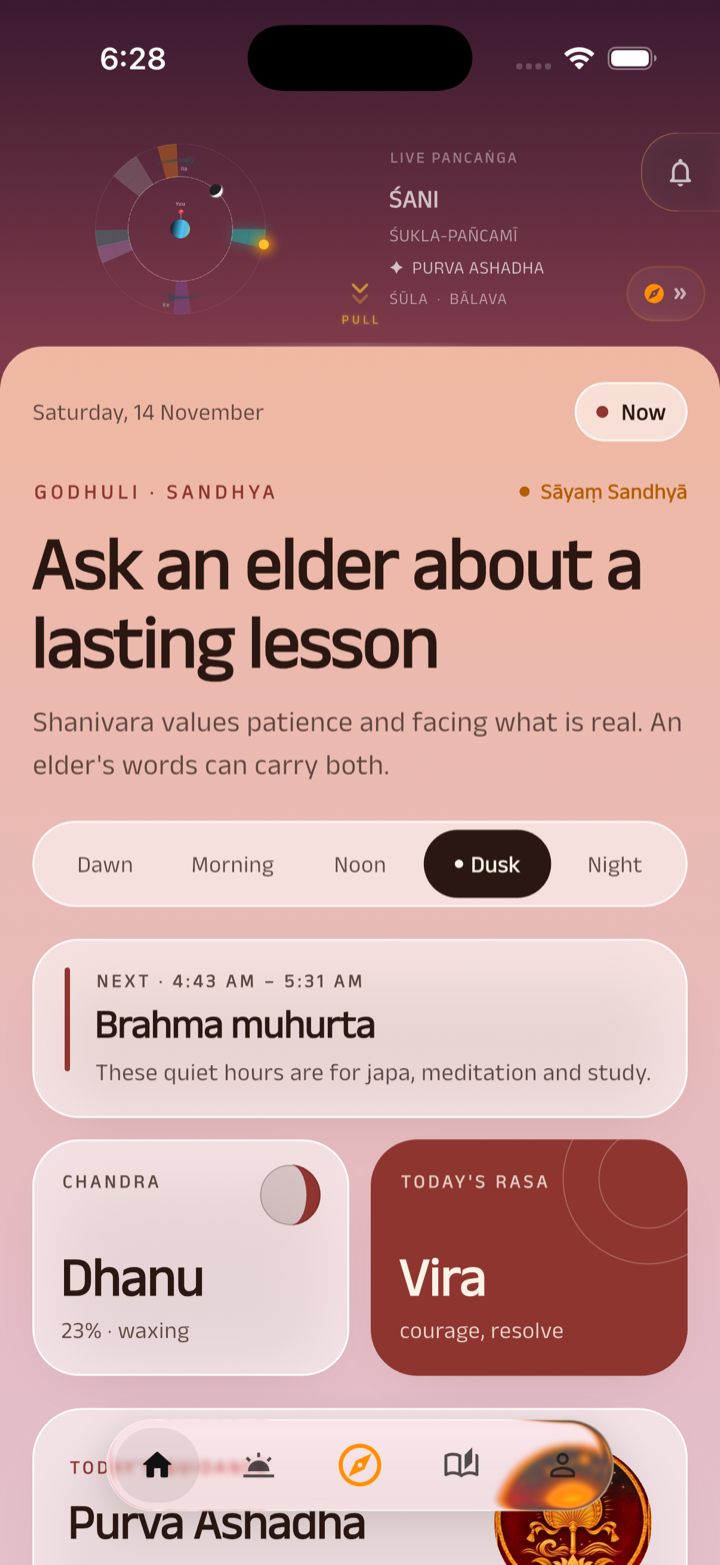 6:28
LIVE PANCAṄGA
ŚANI
ŚUKLA-PAÑCAMĪ
PURVA ASHADHA
ŚŪLA · BĀLAVA
PULL
Saturday, 14 November
Now
GODHULI · SANDHYA
Sāyaṃ Sandhyā
Ask an elder about a
lasting lesson
Shanivara values patience and facing what is real. An
elder's words can carry both.
Dawn
Morning
Noon
Dusk
Night
NEXT · 4:43 AM – 5:31 AM
Brahma muhurta
These quiet hours are for japa, meditation and study.
CHANDRA
Dhanu
23% · waxing
TODAY'S RASA
Vira
courage, resolve
Purva Ashadha